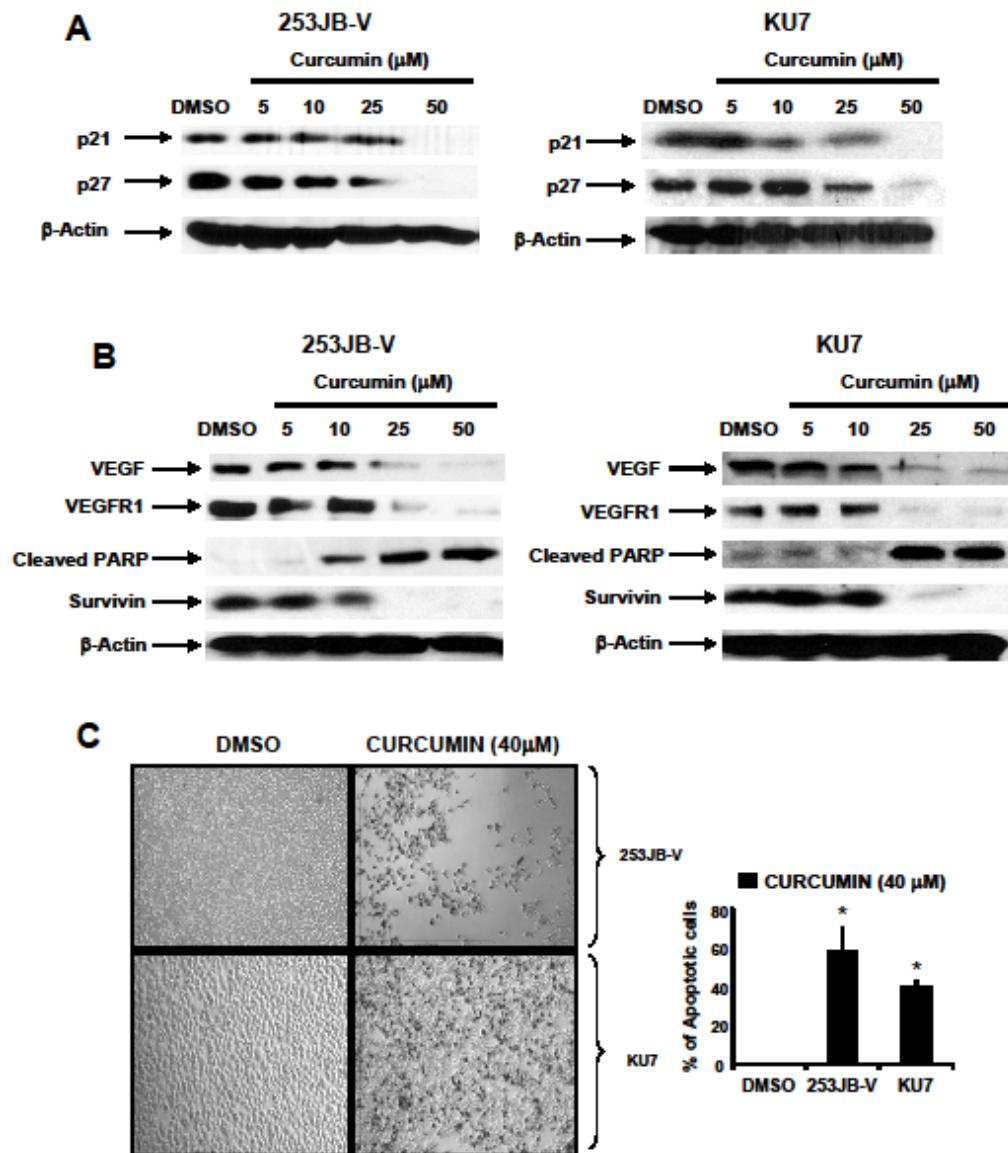 A
253JB-V
Curcumin (μM)
DMSO 5 10 25 50
p21
p27
β-Actin
KU7
Curcumin (μM)
DMSO 5 10 25 50
p21
p27
β-Actin
B
253JB-V
Curcumin (μM)
DMSO 5 10 25 50
VEGF
VEGFR1
Cleaved PARP
Survivin
β-Actin
KU7
Curcumin (μM)
DMSO 5 10 25 50
VEGF
VEGFR1
Cleaved PARP
Survivin
β-Actin
C
DMSO CURCUMIN (40μM)
253JB-V
KU7
CURCUMIN (40 μM)
% of Apoptotic cells
80
60
40
20
0
* *
DMSO 253JB-V KU7